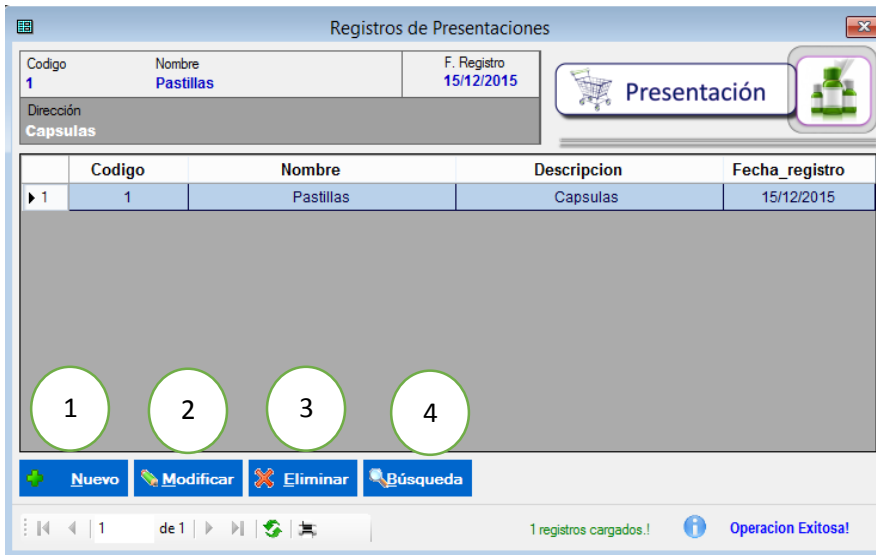 Registros de Presentaciones
Codigo Nombre F. Registro
1 Pastillas 15/12/2015
Dirección
Capsulas
Presentación
Codigo Nombre Descripcion Fecha_registro
1 1 Pastillas Capsulas 15/12/2015
1 2 3 4
Nuevo Modificar Eliminar Búsqueda
1 de 1 1 registros cargados.! Operacion Exitosa!